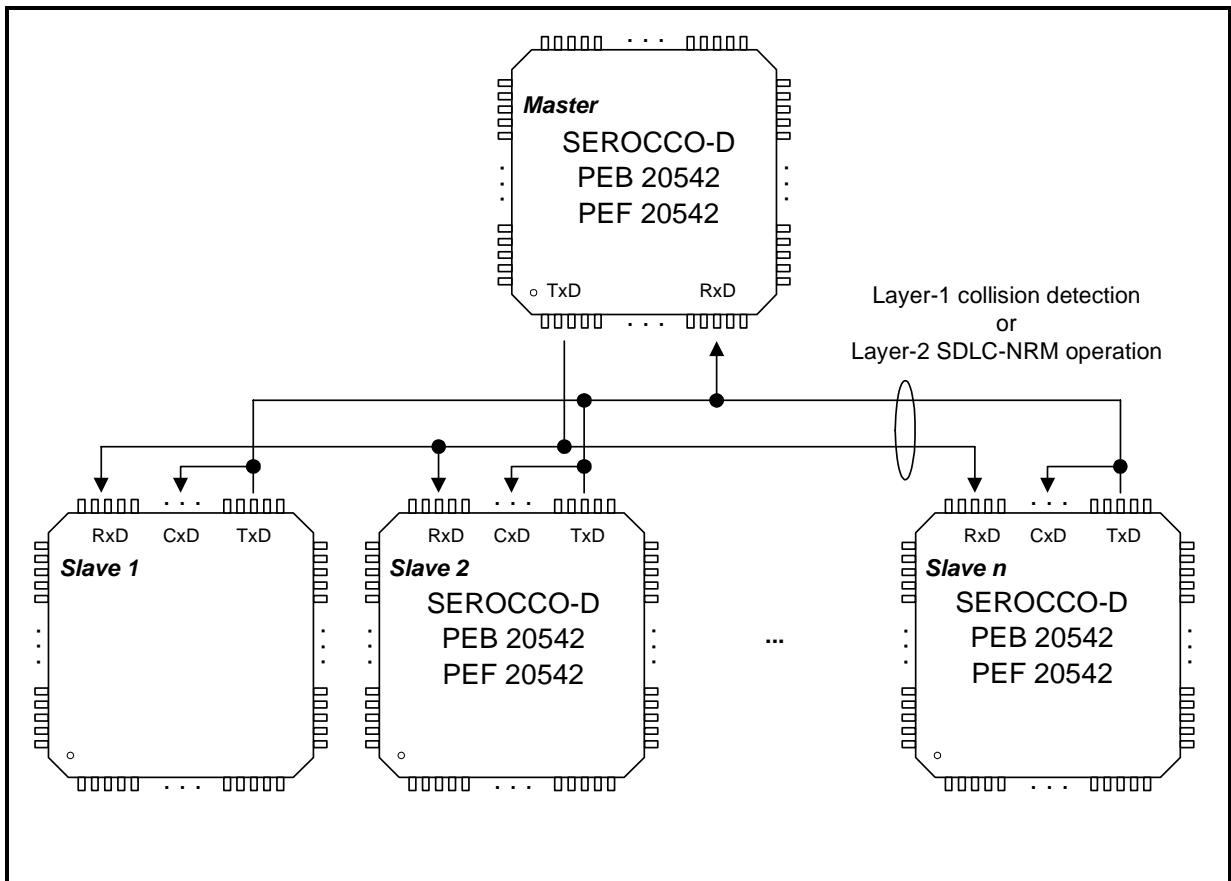 Master
SEROCCO-D
PEB 20542
PEF 20542
TxD
RxD
Layer-1 collision detection
or
Layer-2 SDLC-NRM operation
RxD CxD TxD
Slave 1
RxD CxD TxD
Slave 2
SEROCCO-D
PEB 20542
PEF 20542
...
RxD CxD TxD
Slave n
SEROCCO-D
PEB 20542
PEF 20542